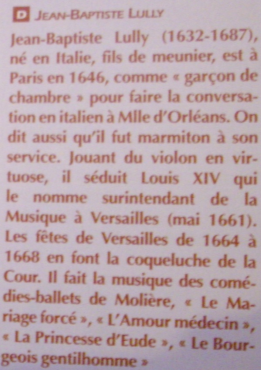 D JEAN-BAPTISTE LULLY
Jean-Baptiste Lully (1632-1687),
né en Italie, fils de meunier, est à
Paris en 1646, comme « garçon de
chambre » pour faire la conversa-
tion en italien à Mlle d'Orléans. On
dit aussi qu'il fut marmiton à son
service. Jouant du violon en vir-
tuose, il séduit Louis XIV qui
le nomme surintendant de la
Musique à Versailles (mai 1661).
Les fêtes de Versailles de 1664 à
1668 en font la coqueluche de la
Cour. Il fait la musique des comé-
dies-ballets de Molière, « Le Ma-
riage forcé », « L'Amour médecin »,
« La Princesse d'Eude », « Le Bour-
geois gentilhomme »